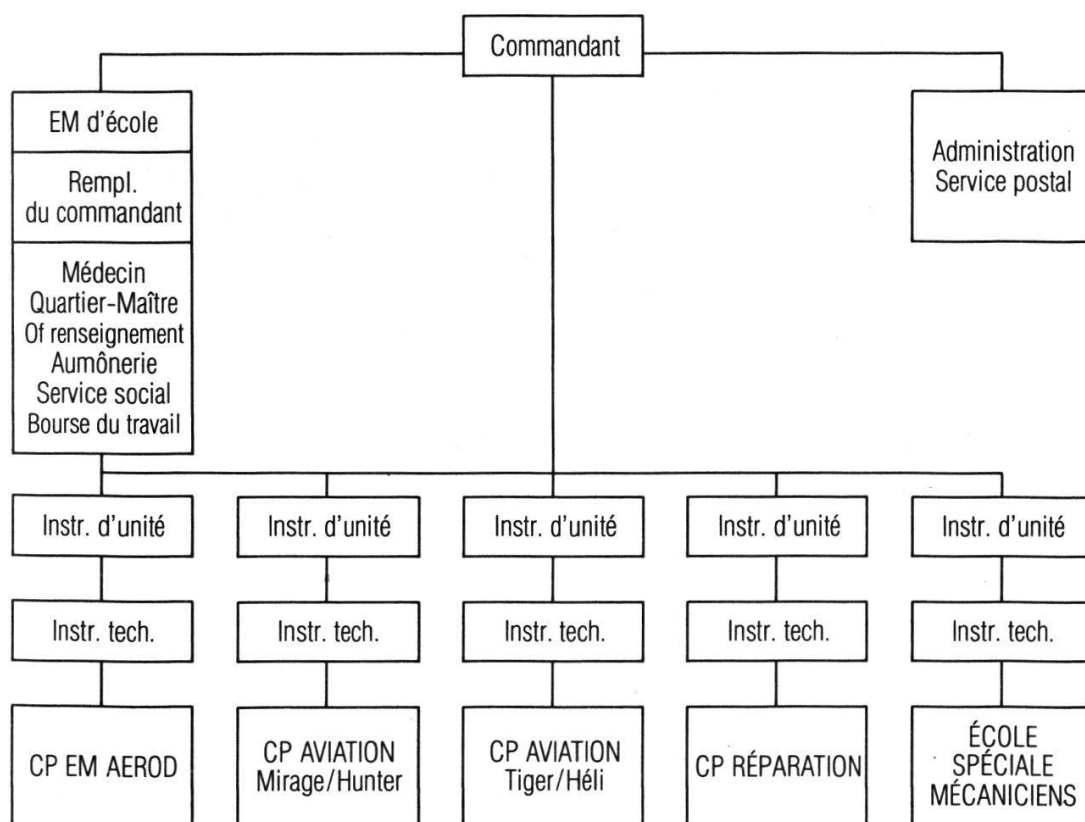 Commandant
EM d'école
Rempl.
du commandant
Médecin
Quartier-Maître
Of renseignement
Aumônerie
Service social
Bourse du travail
Administration
Service postal
Instr. d'unité
Instr. d'unité
Instr. d'unité
Instr. d'unité
Instr. d'unité
Instr. tech.
Instr. tech.
Instr. tech.
Instr. tech.
Instr. tech.
CP EM AEROD
CP AVIATION
Mirage/Hunter
CP AVIATION
Tiger/Héli
CP RÉPARATION
ÉCOLE
SPÉCIALE
MÉCANICIENS